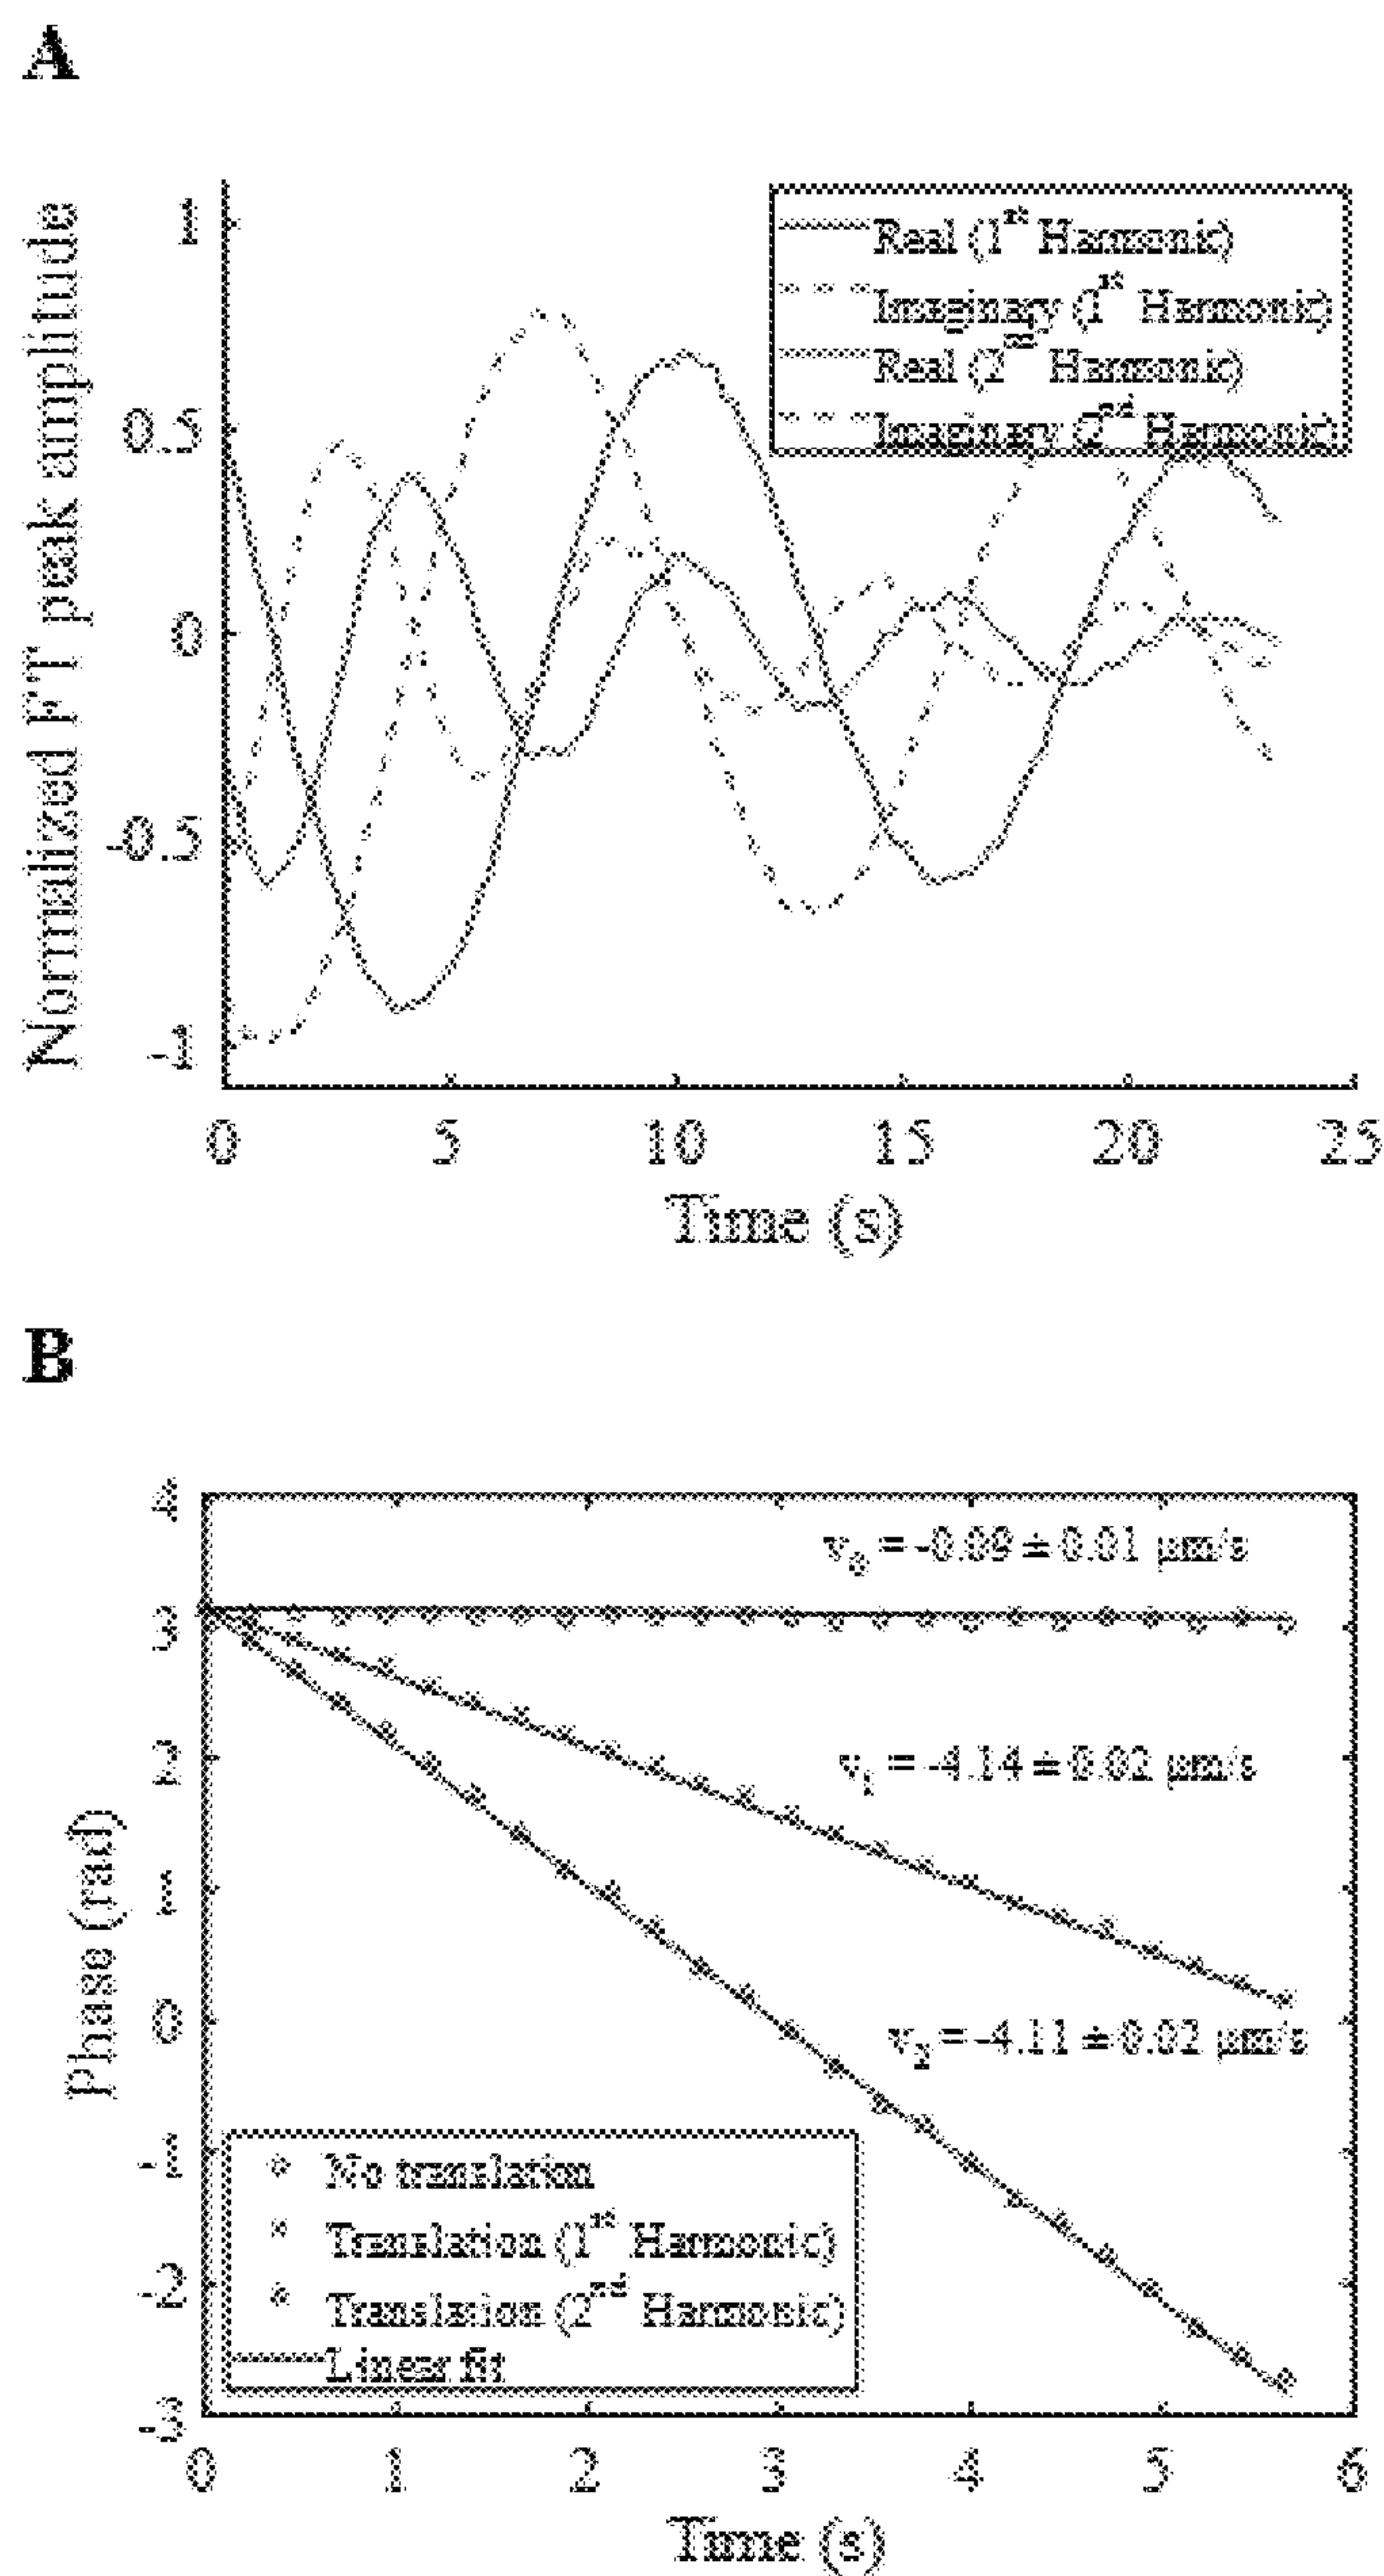 A
Normalized FT peak amplitude
1
0.5
0
-0.5
-1
Real (1st Harmonic)
Imaginary (1st Harmonic)
Real (2nd Harmonic)
Imaginary (2nd Harmonic)
0 5 10 15 20 25
Time (s)
B
Phase (rad)
4
3
2
1
0
-1
-2
-3
v0 = -0.09 ± 0.01 µm/s
v1 = -4.14 ± 0.02 µm/s
v2 = -4.11 ± 0.02 µm/s
No translation
Translation (1st Harmonic)
Translation (2nd Harmonic)
Linear fit
0 1 2 3 4 5 6
Time (s)